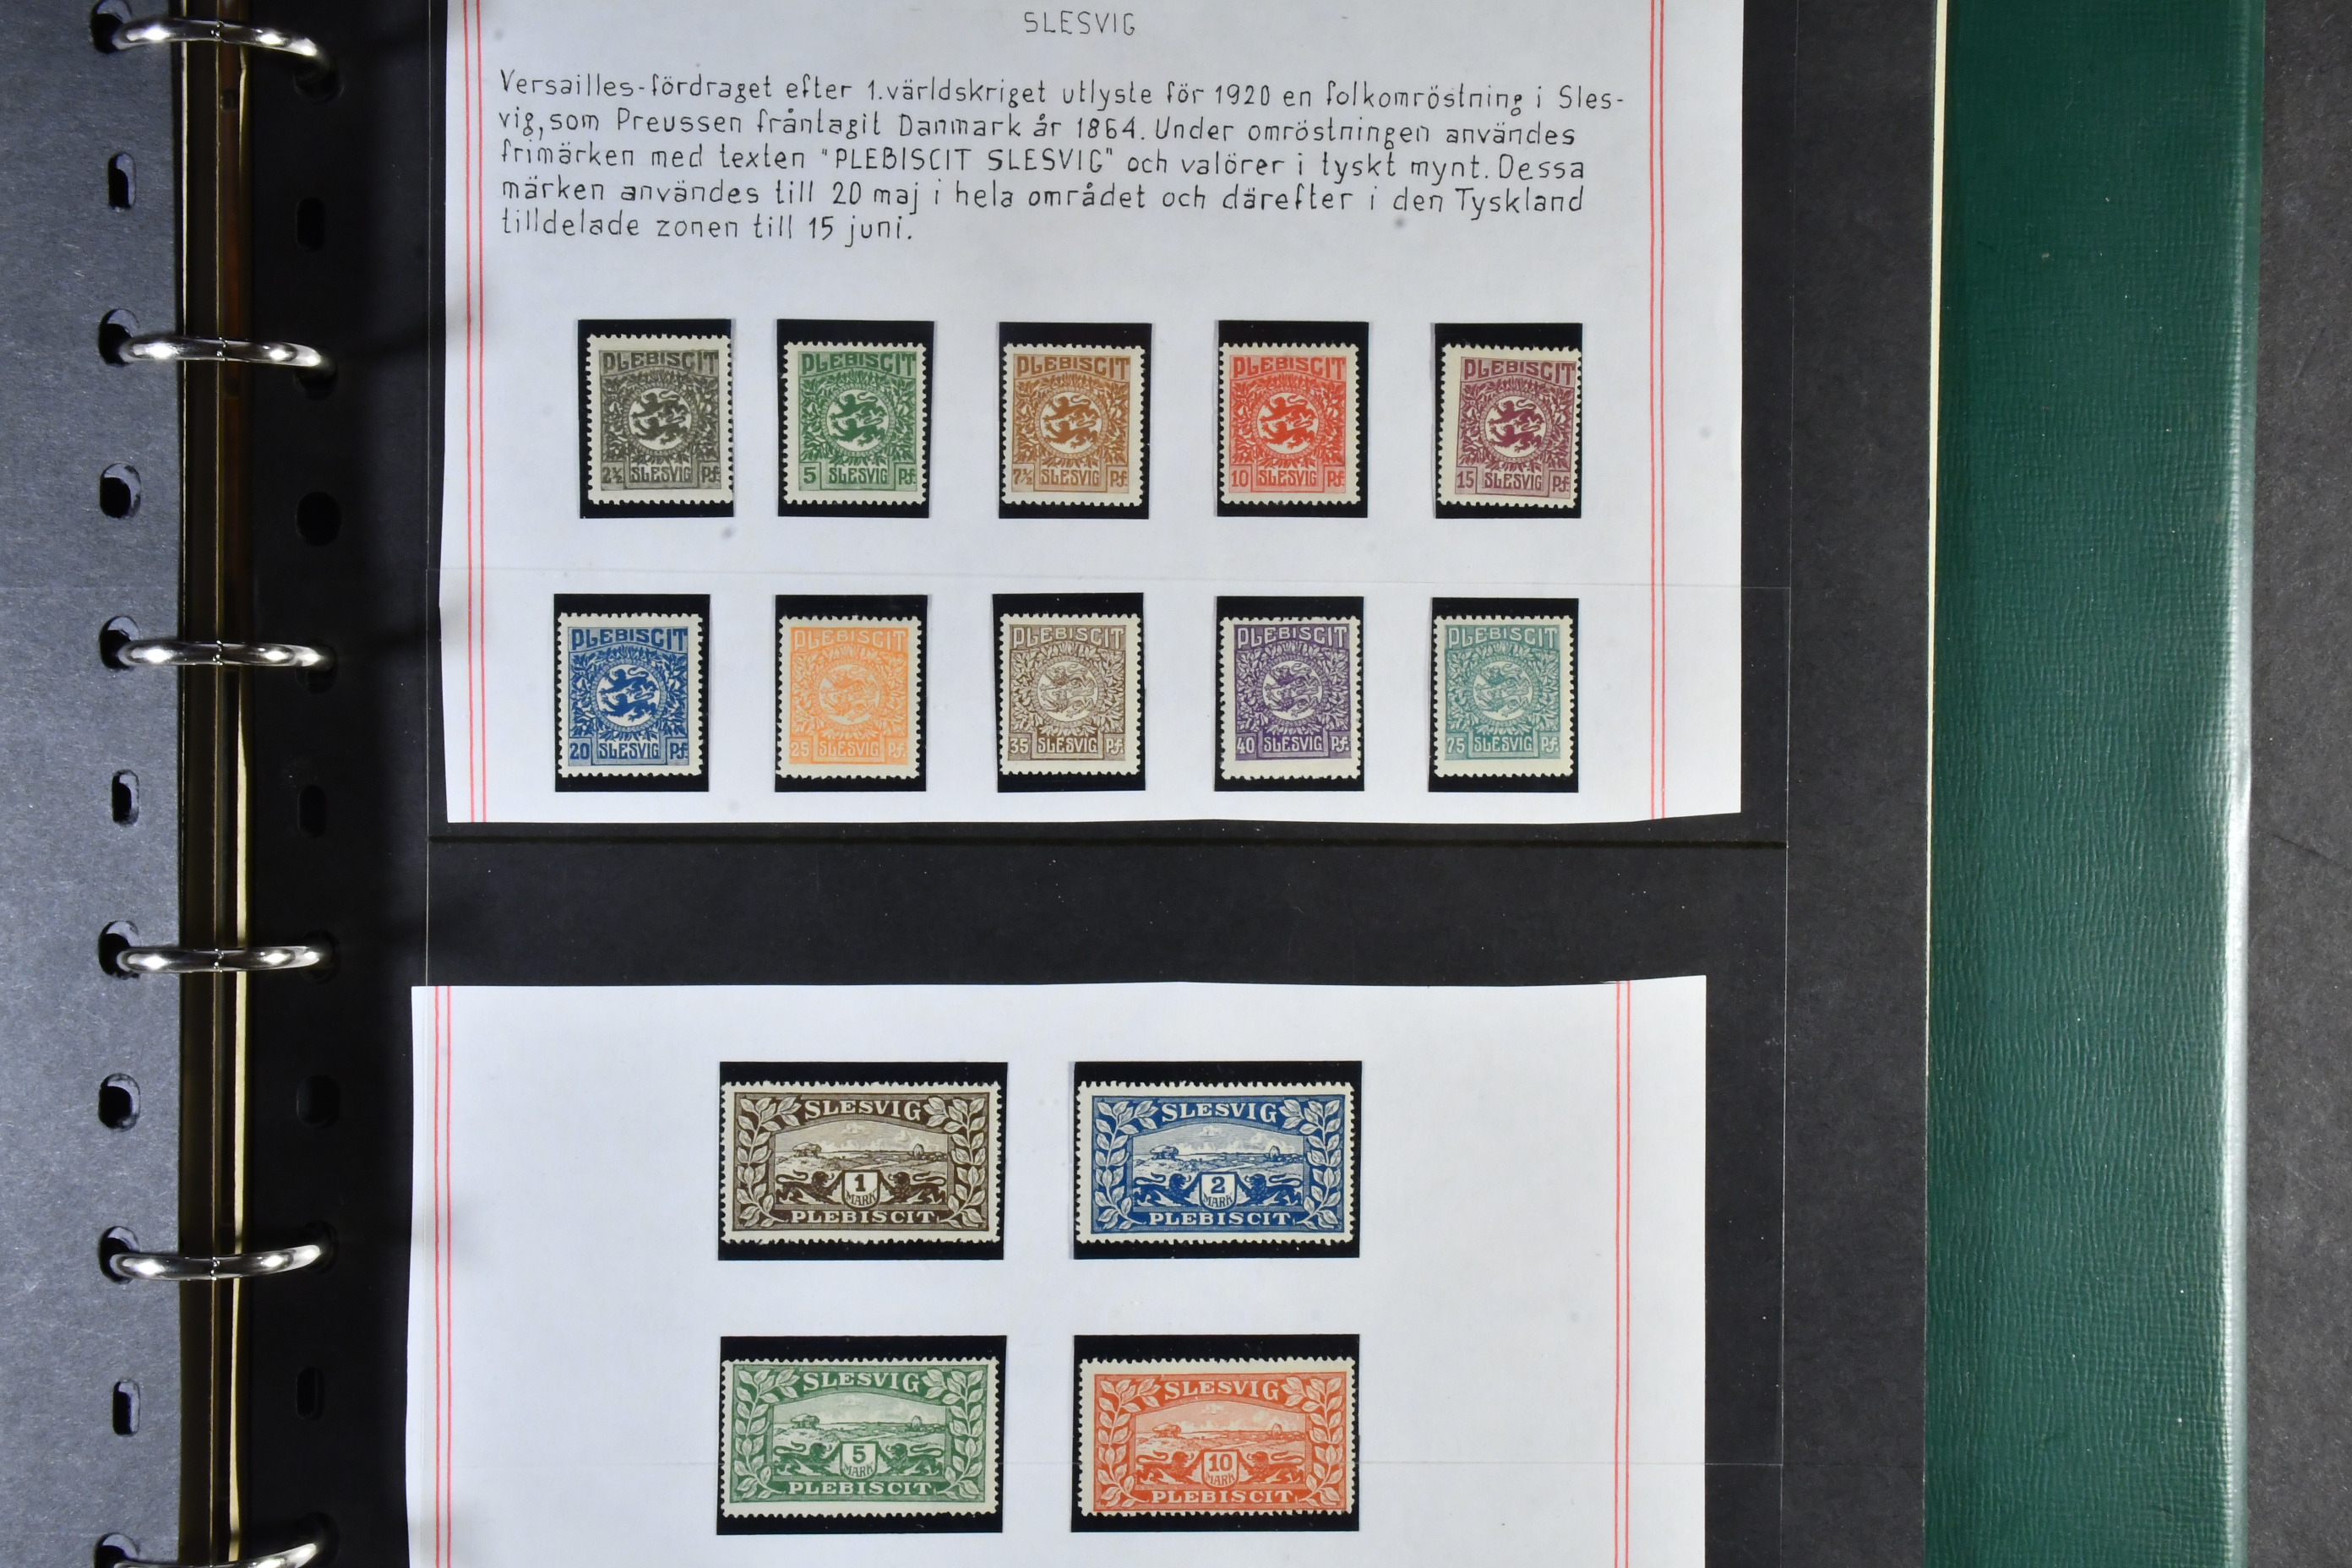 SLESVIG
Versailles-fördraget efter 1.världskriget utlyste för 1920 en folkomröstning i Sles-
vig, som Preussen fråntagit Danmark år 1864. Under omröstningen användes
frimärken med texten "PLEBISCIT SLESVIG" och valörer i tyskt mynt. Dessa
märken användes till 20 maj i hela området och därefter i den Tyskland
tilldelade zonen till 15 juni.
PLEBISCIT
2½ SLESVIG Pf.
PLEBISCIT
5 SLESVIG Pf.
PLEBISCIT
7½ SLESVIG Pf.
PLEBISCIT
10 SLESVIG Pf.
PLEBISCIT
15 SLESVIG Pf.
PLEBISCIT
20 SLESVIG Pf.
PLEBISCIT
25 SLESVIG Pf.
PLEBISCIT
35 SLESVIG Pf.
PLEBISCIT
40 SLESVIG Pf.
PLEBISCIT
75 SLESVIG Pf.
SLESVIG
1
MARK
PLEBISCIT
SLESVIG
2
MARK
PLEBISCIT
SLESVIG
5
MARK
PLEBISCIT
SLESVIG
10
MARK
PLEBISCIT